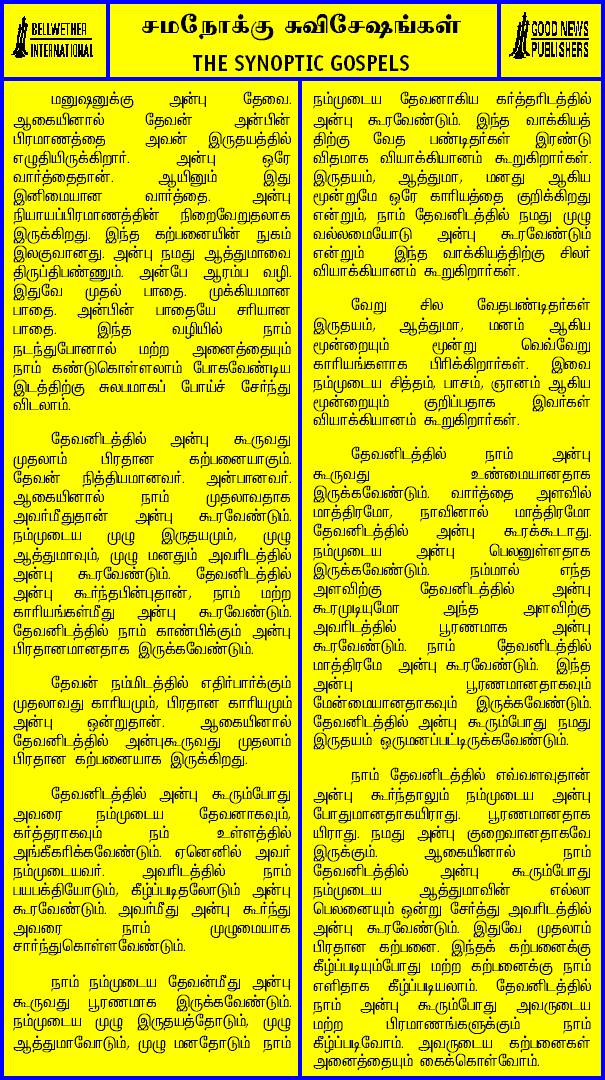 BELLWETHER
INTERNATIONAL
சமநோக்கு சுவிசேஷங்கள்
THE SYNOPTIC GOSPELS
GOOD NEWS
PUBLISHERS
மனுஷனுக்கு அன்பு தேவை.
ஆகையினால் தேவன் அன்பின்
பிரமாணத்தை அவன் இருதயத்தில்
எழுதியிருக்கிறார். அன்பு ஒரே
வார்த்தைதான். ஆயினும் இது
இனிமையான வார்த்தை. அன்பு
நியாயப்பிரமாணத்தின் நிறைவேறுதலாக
இருக்கிறது. இந்த கற்பனையின் நுகம்
இலகுவானது. அன்பு நமது ஆத்துமாவை
திருப்திபண்ணும். அன்பே ஆரம்ப வழி.
இதுவே முதல் பாதை. முக்கியமான
பாதை. அன்பின் பாதையே சரியான
பாதை. இந்த வழியில் நாம்
நடந்துபோனால் மற்ற அனைத்தையும்
நாம் கண்டுகொள்ளலாம் போகவேண்டிய
இடத்திற்கு சுலபமாகப் போய்ச் சேர்ந்து
விடலாம்.
தேவனிடத்தில் அன்பு கூருவது
முதலாம் பிரதான கற்பனையாகும்.
தேவன் நித்தியமானவர். அன்பானவர்.
ஆகையினால் நாம் முதலாவதாக
அவர்மீதுதான் அன்பு கூரவேண்டும்.
நம்முடைய முழு இருதயமும், முழு
ஆத்துமாவும், முழு மனதும் அவரிடத்தில்
அன்பு கூரவேண்டும். தேவனிடத்தில்
அன்பு கூர்ந்தபின்புதான், நாம் மற்ற
காரியங்கள்மீது அன்பு கூரவேண்டும்.
தேவனிடத்தில் நாம் காண்பிக்கும் அன்பு
பிரதானமானதாக இருக்கவேண்டும்.
தேவன் நம்மிடத்தில் எதிர்பார்க்கும்
முதலாவது காரியமும், பிரதான காரியமும்
அன்பு ஒன்றுதான். ஆகையினால்
தேவனிடத்தில் அன்புகூருவது முதலாம்
பிரதான கற்பனையாக இருக்கிறது.
தேவனிடத்தில் அன்பு கூரும்போது
அவரை நம்முடைய தேவனாகவும்,
கர்த்தராகவும் நம் உள்ளத்தில்
அங்கீகரிக்கவேண்டும். ஏனெனில் அவர்
நம்முடையவர். அவரிடத்தில் நாம்
பயபக்தியோடும், கீழ்ப்படிதலோடும் அன்பு
கூரவேண்டும். அவர்மீது அன்பு கூர்ந்து
அவரை நாம் முழுமையாக
சார்ந்துகொள்ளவேண்டும்.
நாம் நம்முடைய தேவன்மீது அன்பு
கூருவது பூரணமாக இருக்கவேண்டும்.
நம்முடைய முழு இருதயத்தோடும், முழு
ஆத்துமாவோடும், முழு மனதோடும் நாம்
நம்முடைய தேவனாகிய கர்த்தரிடத்தில்
அன்பு கூரவேண்டும். இந்த வாக்கியத்
திற்கு வேத பண்டிதர்கள் இரண்டு
விதமாக வியாக்கியானம் கூறுகிறார்கள்.
இருதயம், ஆத்துமா, மனது ஆகிய
மூன்றுமே ஒரே காரியத்தை குறிக்கிறது
என்றும், நாம் தேவனிடத்தில் நமது முழு
வல்லமையோடு அன்பு கூரவேண்டும்
என்றும் இந்த வாக்கியத்திற்கு சிலர்
வியாக்கியானம் கூறுகிறார்கள்.
வேறு சில வேதபண்டிதர்கள்
இருதயம், ஆத்துமா, மனம் ஆகிய
மூன்றையும் மூன்று வெவ்வேறு
காரியங்களாக பிரிக்கிறார்கள். இவை
நம்முடைய சித்தம், பாசம், ஞானம் ஆகிய
மூன்றையும் குறிப்பதாக இவர்கள்
வியாக்கியானம் கூறுகிறார்கள்.
தேவனிடத்தில் நாம் அன்பு
கூருவது உண்மையானதாக
இருக்கவேண்டும். வார்த்தை அளவில்
மாத்திரமோ, நாவினால் மாத்திரமோ
தேவனிடத்தில் அன்பு கூரக்கூடாது.
நம்முடைய அன்பு பெலனுள்ளதாக
இருக்கவேண்டும். நம்மால் எந்த
அளவிற்கு தேவனிடத்தில் அன்பு
கூரமுடியுமோ அந்த அளவிற்கு
அவரிடத்தில் பூரணமாக அன்பு
கூரவேண்டும். நாம் தேவனிடத்தில்
மாத்திரமே அன்பு கூரவேண்டும். இந்த
அன்பு பூரணமானதாகவும்
மேன்மையானதாகவும் இருக்கவேண்டும்.
தேவனிடத்தில் அன்பு கூரும்போது நமது
இருதயம் ஒருமனப்பட்டிருக்கவேண்டும்.
நாம் தேவனிடத்தில் எவ்வளவுதான்
அன்பு கூர்ந்தாலும் நம்முடைய அன்பு
போதுமானதாகயிராது. பூரணமானதாக
யிராது. நமது அன்பு குறைவானதாகவே
இருக்கும். ஆகையினால் நாம்
தேவனிடத்தில் அன்பு கூரும்போது
நம்முடைய ஆத்துமாவின் எல்லா
பெலனையும் ஒன்று சேர்த்து அவரிடத்தில்
அன்பு கூரவேண்டும். இதுவே முதலாம்
பிரதான கற்பனை. இந்தக் கற்பனைக்கு
கீழ்ப்படியும்போது மற்ற கற்பனைக்கு நாம்
எளிதாக கீழ்ப்படியலாம். தேவனிடத்தில்
நாம் அன்பு கூரும்போது அவருடைய
மற்ற பிரமாணங்களுக்கும் நாம்
கீழ்ப்படிவோம். அவருடைய கற்பனைகள்
அனைத்தையும் கைக்கொள்வோம்.